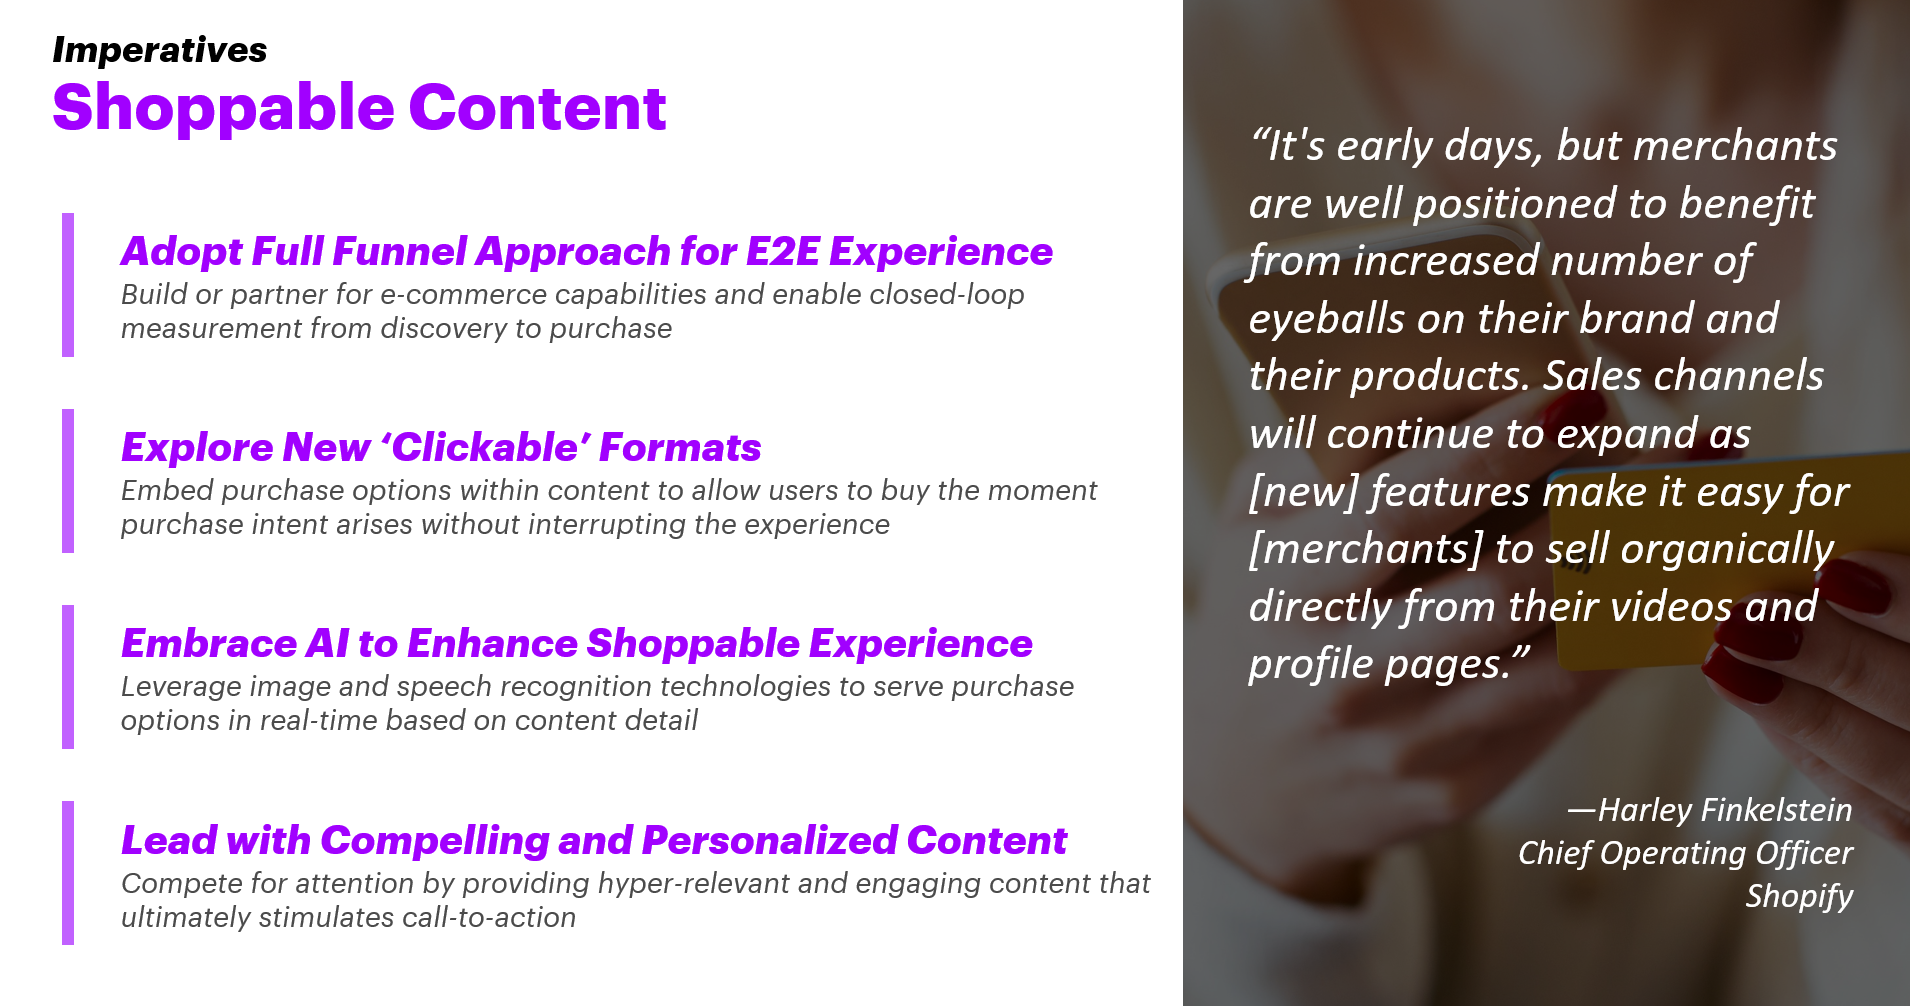 Imperatives
Shoppable Content
Adopt Full Funnel Approach for E2E Experience
Build or partner for e-commerce capabilities and enable closed-loop
measurement from discovery to purchase
Explore New ‘Clickable’ Formats
Embed purchase options within content to allow users to buy the moment
purchase intent arises without interrupting the experience
Embrace AI to Enhance Shoppable Experience
Leverage image and speech recognition technologies to serve purchase
options in real-time based on content detail
Lead with Compelling and Personalized Content
Compete for attention by providing hyper-relevant and engaging content that
ultimately stimulates call-to-action
“It's early days, but merchants
are well positioned to benefit
from increased number of
eyeballs on their brand and
their products. Sales channels
will continue to expand as
[new] features make it easy for
[merchants] to sell organically
directly from their videos and
profile pages.”
—Harley Finkelstein
Chief Operating Officer
Shopify